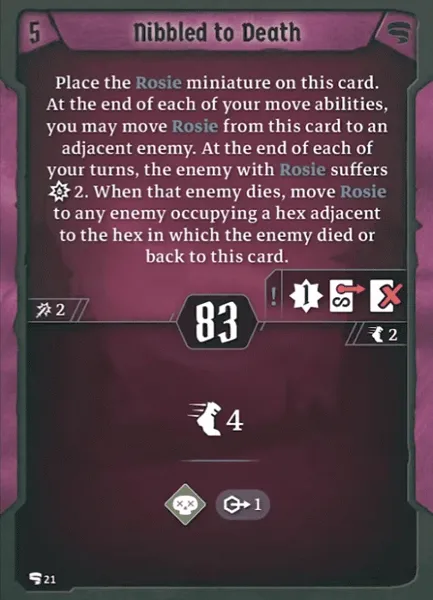 5 Nibbled to Death
Place the Rosie miniature on this card.
At the end of each of your move abilities,
you may move Rosie from this card to an
adjacent enemy. At the end of each of
your turns, the enemy with Rosie suffers
2. When that enemy dies, move Rosie
to any enemy occupying a hex adjacent
to the hex in which the enemy died or
back to this card.
! 1
2
83
2
4
1
21